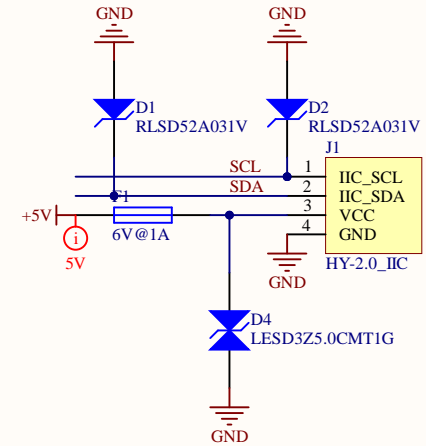 GND
GND
D1
RLSD52A031V
D2
RLSD52A031V
J1
SCL
1
IIC_SCL
SDA
2
IIC_SDA
F1
+5V
3
VCC
6V@1A
4
GND
i
5V
GND
HY-2.0_IIC
D4
LESD3Z5.0CMT1G
GND